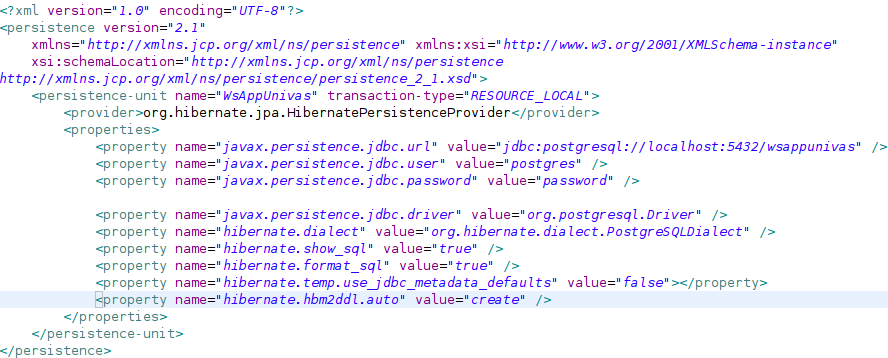 <?xml version="1.0" encoding="UTF-8"?>
<persistence version="2.1"
xmlns="http://xmlns.jcp.org/xml/ns/persistence" xmlns:xsi="http://www.w3.org/2001/XMLSchema-instance"
xsi:schemaLocation="http://xmlns.jcp.org/xml/ns/persistence
http://xmlns.jcp.org/xml/ns/persistence/persistence_2_1.xsd">
<persistence-unit name="WsAppUnivas" transaction-type="RESOURCE_LOCAL">
<provider>org.hibernate.jpa.HibernatePersistenceProvider</provider>
<properties>
<property name="javax.persistence.jdbc.url" value="jdbc:postgresql://localhost:5432/wsappunivas" />
<property name="javax.persistence.jdbc.user" value="postgres" />
<property name="javax.persistence.jdbc.password" value="password" />
<property name="javax.persistence.jdbc.driver" value="org.postgresql.Driver" />
<property name="hibernate.dialect" value="org.hibernate.dialect.PostgreSQLDialect" />
<property name="hibernate.show_sql" value="true" />
<property name="hibernate.format_sql" value="true" />
<property name="hibernate.temp.use_jdbc_metadata_defaults" value="false"></property>
<property name="hibernate.hbm2ddl.auto" value="create" />
</properties>
</persistence-unit>
</persistence>